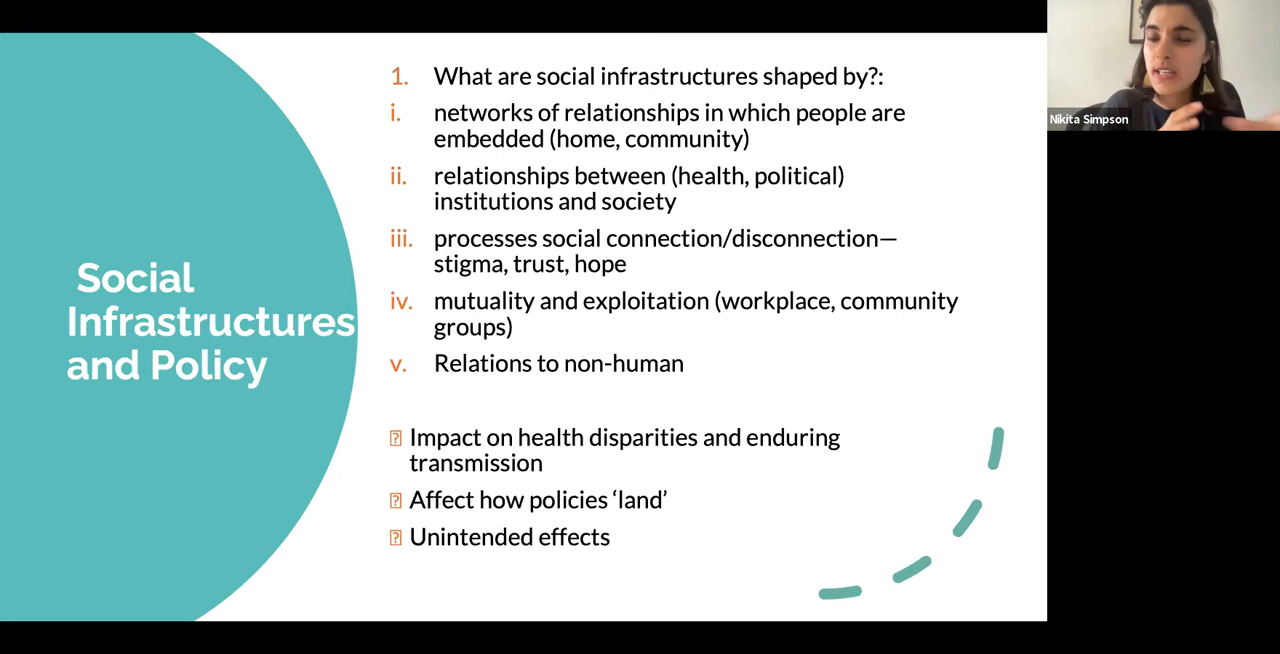 Social
Infrastructures
and Policy
1. What are social infrastructures shaped by?:
i. networks of relationships in which people are
embedded (home, community)
ii. relationships between (health, political)
institutions and society
iii. processes social connection/disconnection—
stigma, trust, hope
iv. mutuality and exploitation (workplace, community
groups)
v. Relations to non-human
Impact on health disparities and enduring
transmission
Affect how policies ‘land’
Unintended effects
Nikita Simpson